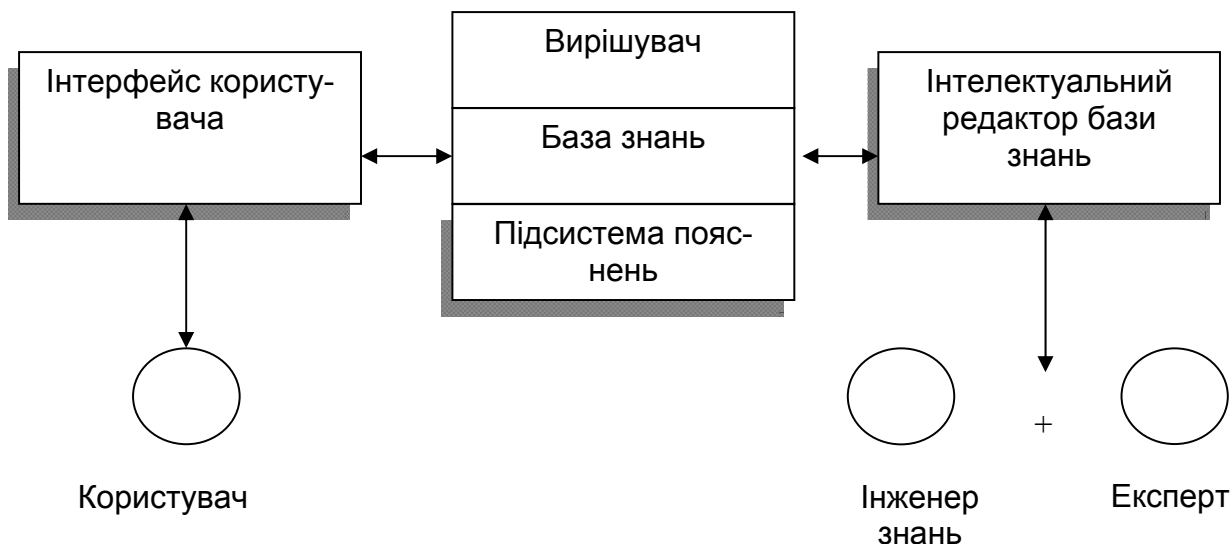 Інтерфейс користу-
вача
Вирішувач
База знань
Підсистема пояс-
нень
Інтелектуальний
редактор бази
знань
Користувач
+
Інженер
знань
Експерт